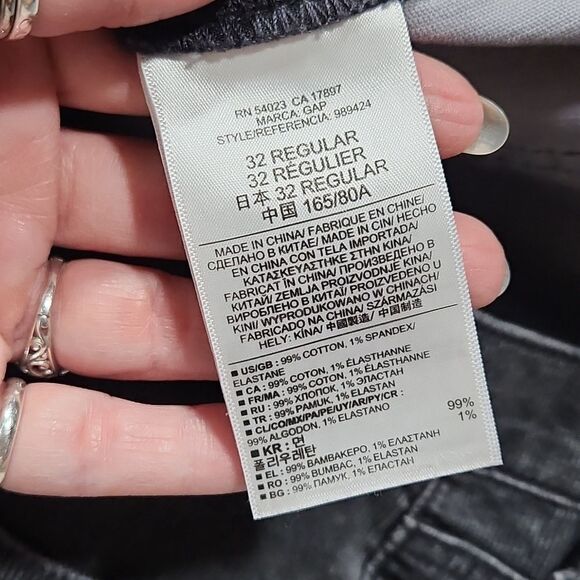 RN 54023 CA 17897
MARCA: GAP
STYLE/REFERENCIA: 989424
32 REGULAR
32 RÉGULIER
日本 32 REGULAR
中国 165/80A
MADE IN CHINA/ FABRIQUE EN CHINE/
СДЕЛАНО В КИТАЕ/ MADE IN CIN/ HECHO
EN CHINA CON TELA IMPORTADA/
ΚΑΤΑΣΚΕΥΑΣΤΗΚΕ ΣΤΗΝ ΚΙΝΑ/
FABRICAT ÎN CHINA/ ПРОИЗВЕДЕНО В
КИТАЙ/ ZEMLJA PROIZVODNJE KINA/
ВИРОБЛЕНО В КИТАЇ/ PROIZVEDENO U
KINI/ WYPRODUKOWANO W CHINACH/
FABRICADO NA CHINA/ SZÁRMAZÁSI
HELY: KÍNA/ 中國製造/ 中国制造
■ US/GB : 99% COTTON, 1% SPANDEX/
ELASTANE
■ CA : 99% COTON, 1% ÉLASTHANNE
■ FR/MA : 99% COTON, 1% ÉLASTHANNE
■ RU : 99% ХЛОПОК, 1% ЭЛАСТАН
■ TR : 99% PAMUK, 1% ELASTAN
■ CL/CO/MX/PA/PE/UY/AR/PY/CR :
99% ALGODON, 1% ELASTANO
■ KR : 면 99%
폴리우레탄 1%
■ EL : 99% ΒΑΜΒΑΚΕΡΟ, 1% ΕΛΑΣΤΑΝΗ
■ RO : 99% BUMBAC, 1% ELASTAN
■ BG : 99% ПАМУК, 1% ЕЛАСТАН